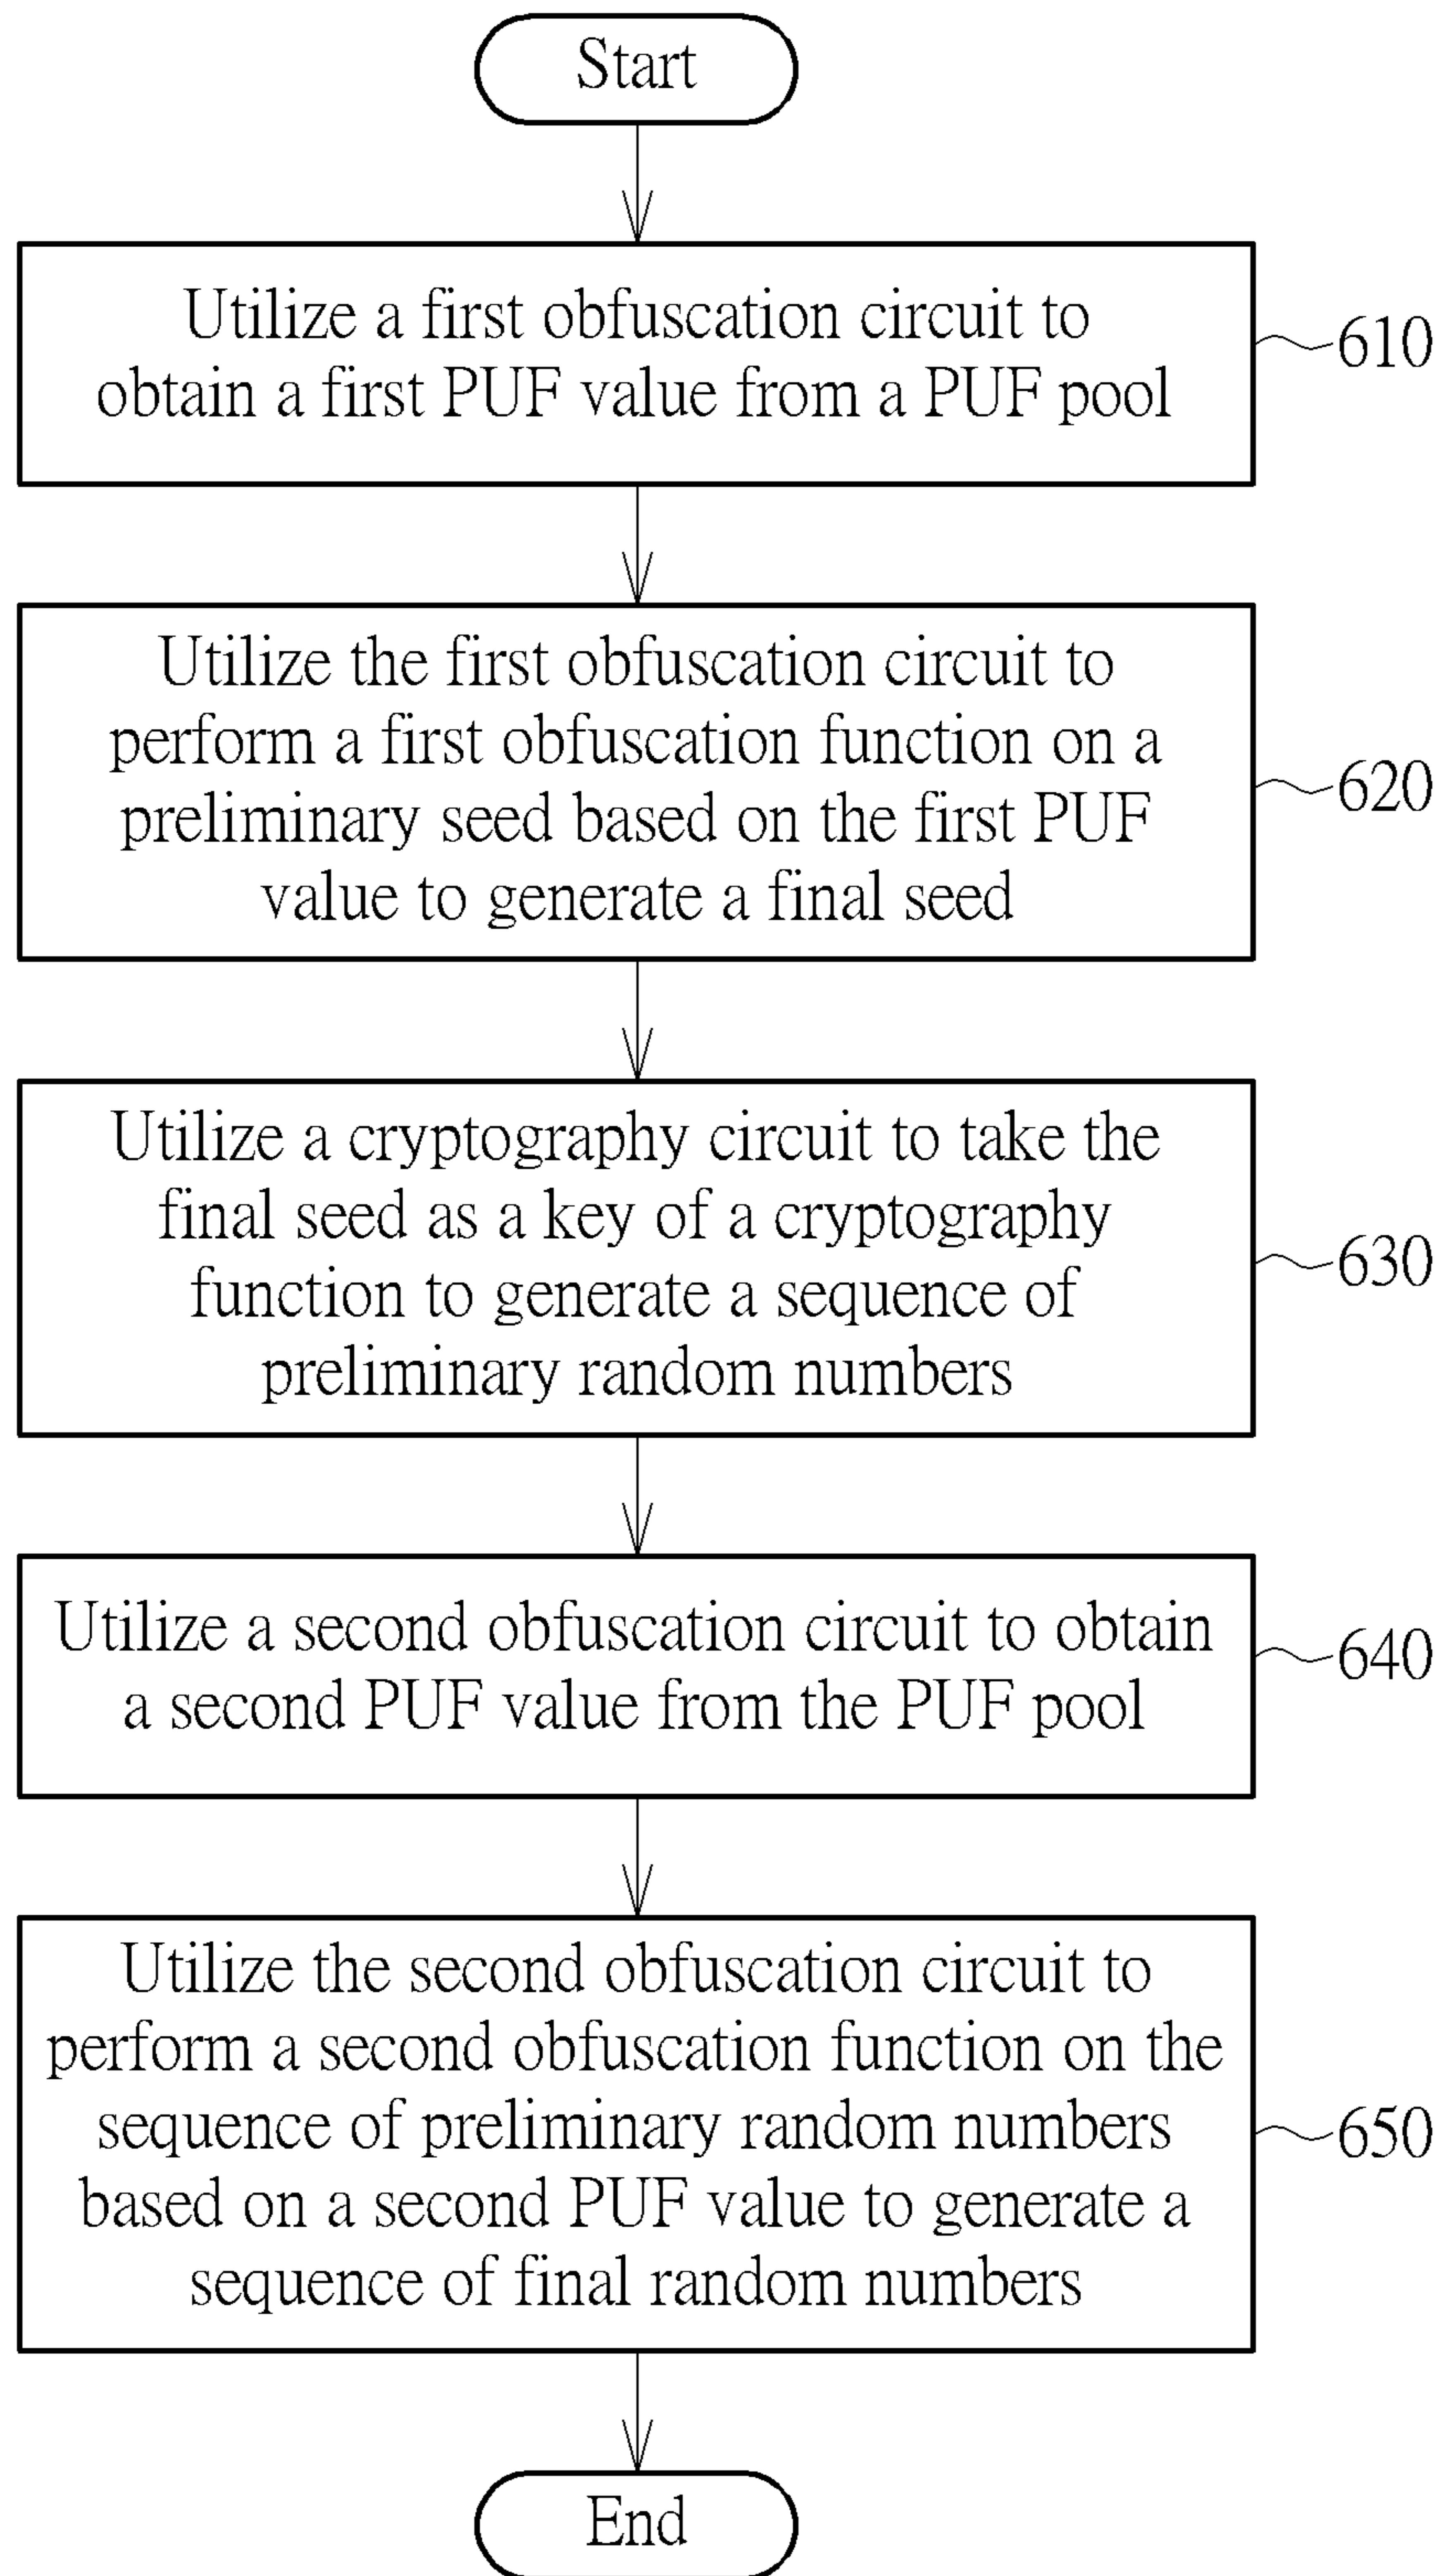 Start
Utilize a first obfuscation circuit to
obtain a first PUF value from a PUF pool
610
Utilize the first obfuscation circuit to
perform a first obfuscation function on a
preliminary seed based on the first PUF
value to generate a final seed
620
Utilize a cryptography circuit to take the
final seed as a key of a cryptography
function to generate a sequence of
preliminary random numbers
630
Utilize a second obfuscation circuit to obtain
a second PUF value from the PUF pool
640
Utilize the second obfuscation circuit to
perform a second obfuscation function on the
sequence of preliminary random numbers
based on a second PUF value to generate a
sequence of final random numbers
650
End